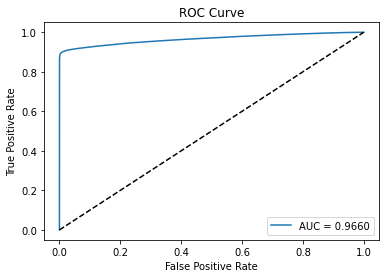 ROC Curve
1.0
0.8
0.6
0.4
0.2
0.0
True Positive Rate
AUC = 0.9660
0.0 0.2 0.4 0.6 0.8 1.0
False Positive Rate